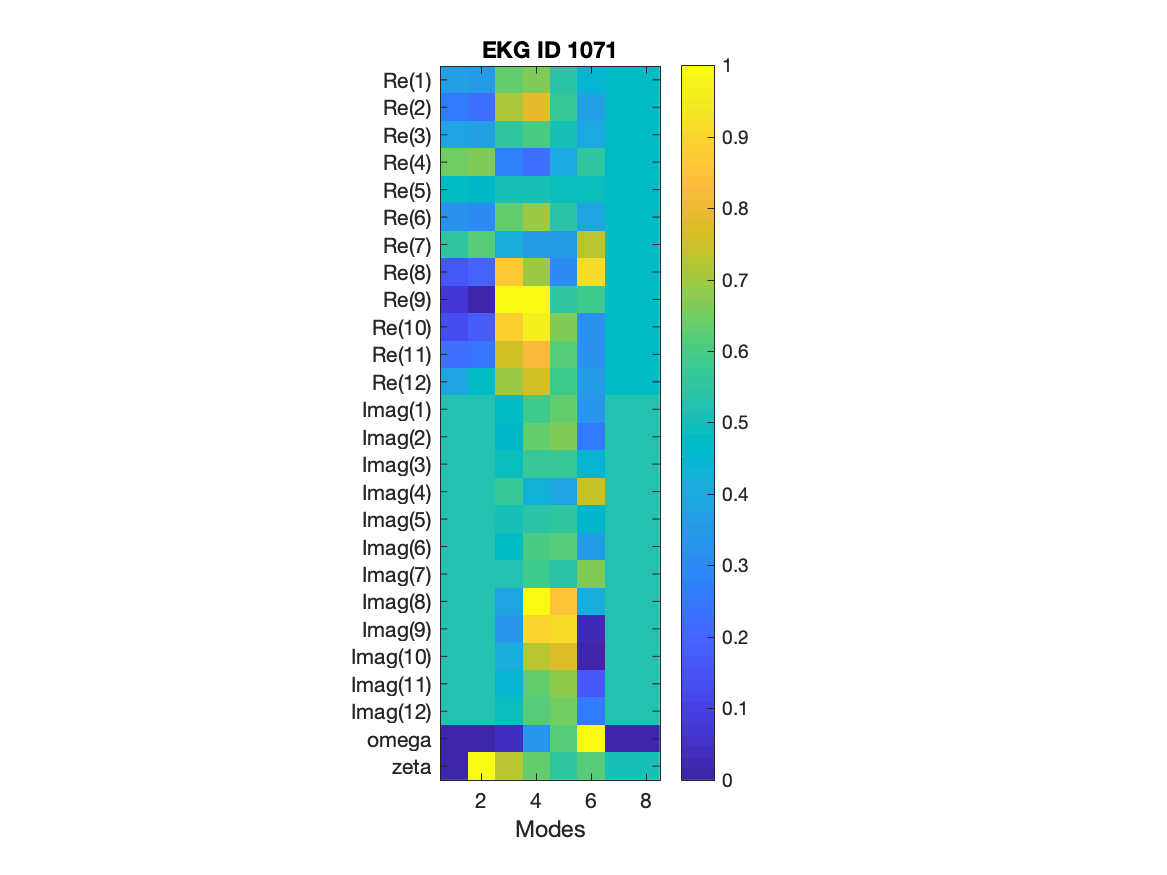 EKG ID 1071
Re(1)
Re(2)
Re(3)
Re(4)
Re(5)
Re(6)
Re(7)
Re(8)
Re(9)
Re(10)
Re(11)
Re(12)
Imag(1)
Imag(2)
Imag(3)
Imag(4)
Imag(5)
Imag(6)
Imag(7)
Imag(8)
Imag(9)
Imag(10)
Imag(11)
Imag(12)
omega
zeta
2 4 6 8
Modes
1
0.9
0.8
0.7
0.6
0.5
0.4
0.3
0.2
0.1
0